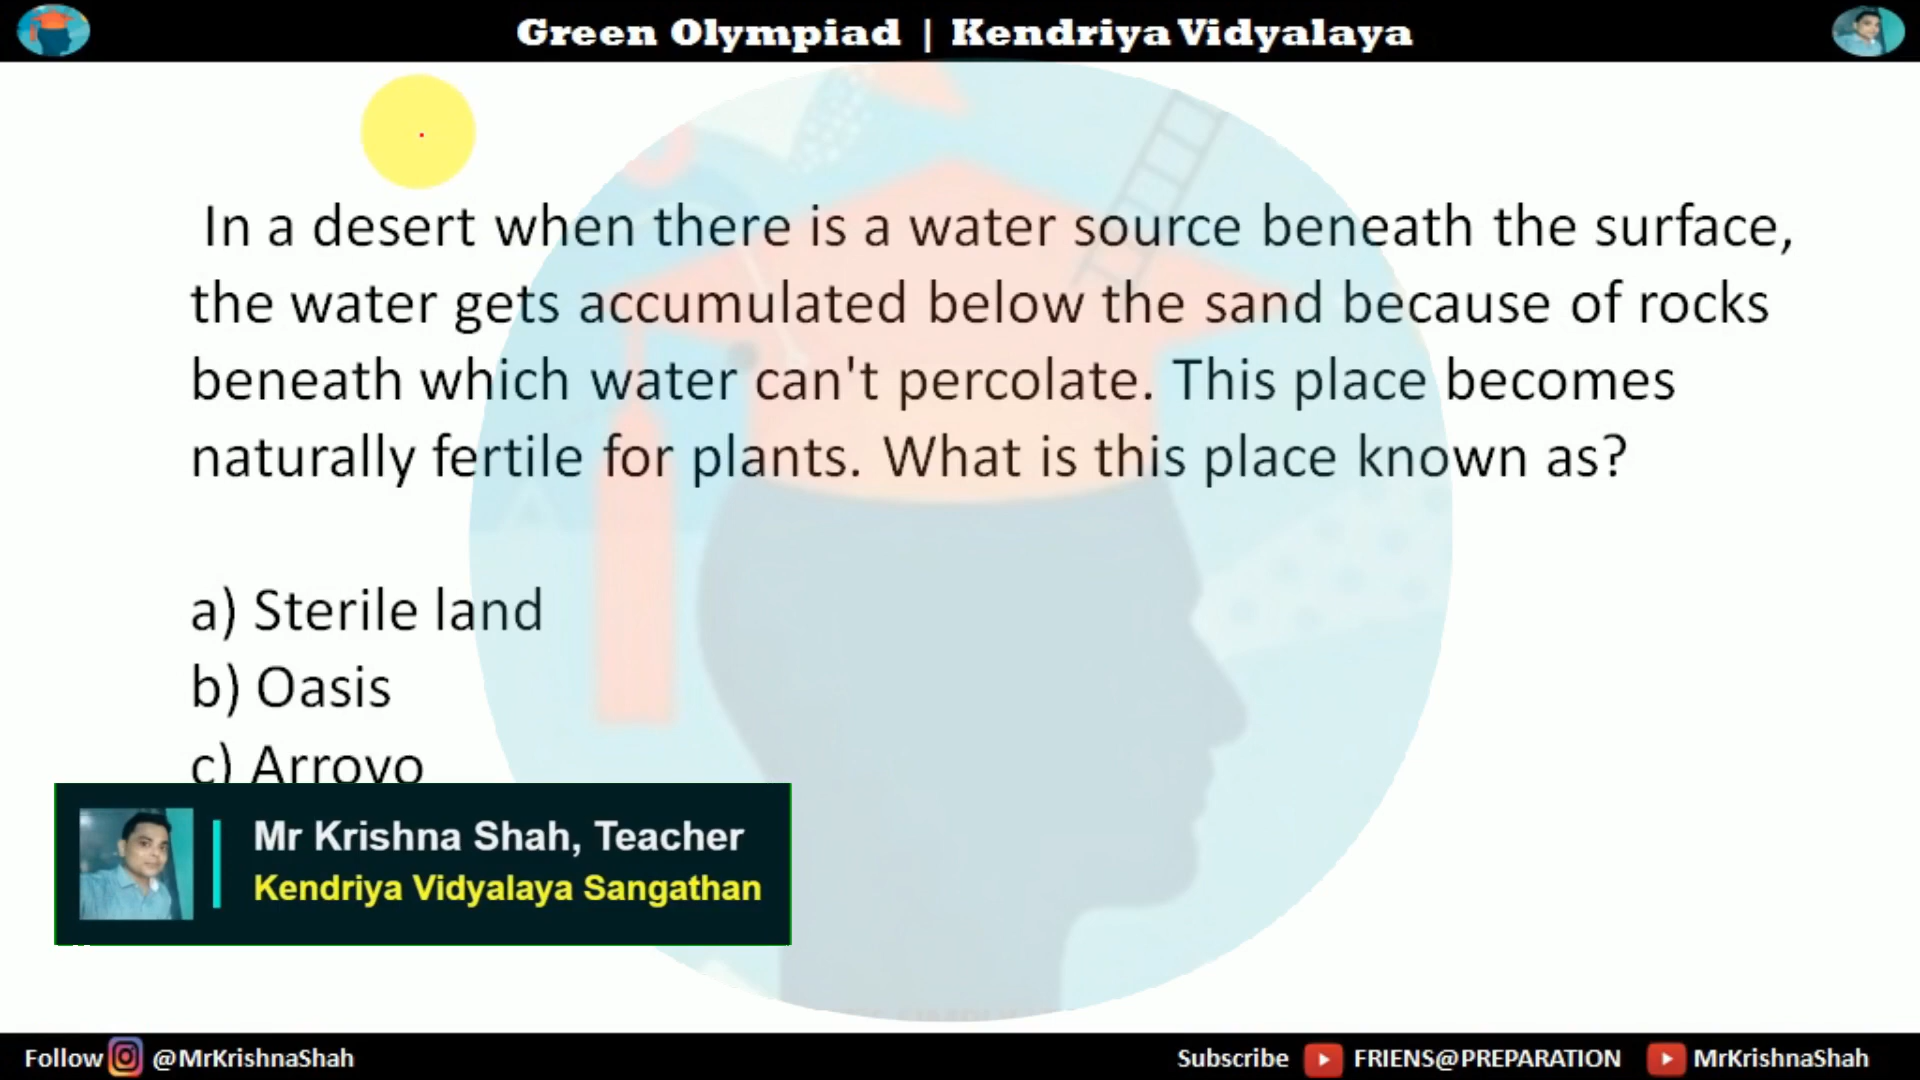 Green Olympiad | Kendriya Vidyalaya
In a desert when there is a water source beneath the surface,
the water gets accumulated below the sand because of rocks
beneath which water can't percolate. This place becomes
naturally fertile for plants. What is this place known as?
a) Sterile land
b) Oasis
c) Arroyo
Mr Krishna Shah, Teacher
Kendriya Vidyalaya Sangathan
Follow @MrKrishnaShah
Subscribe FRIENS@PREPARATION MrKrishnaShah